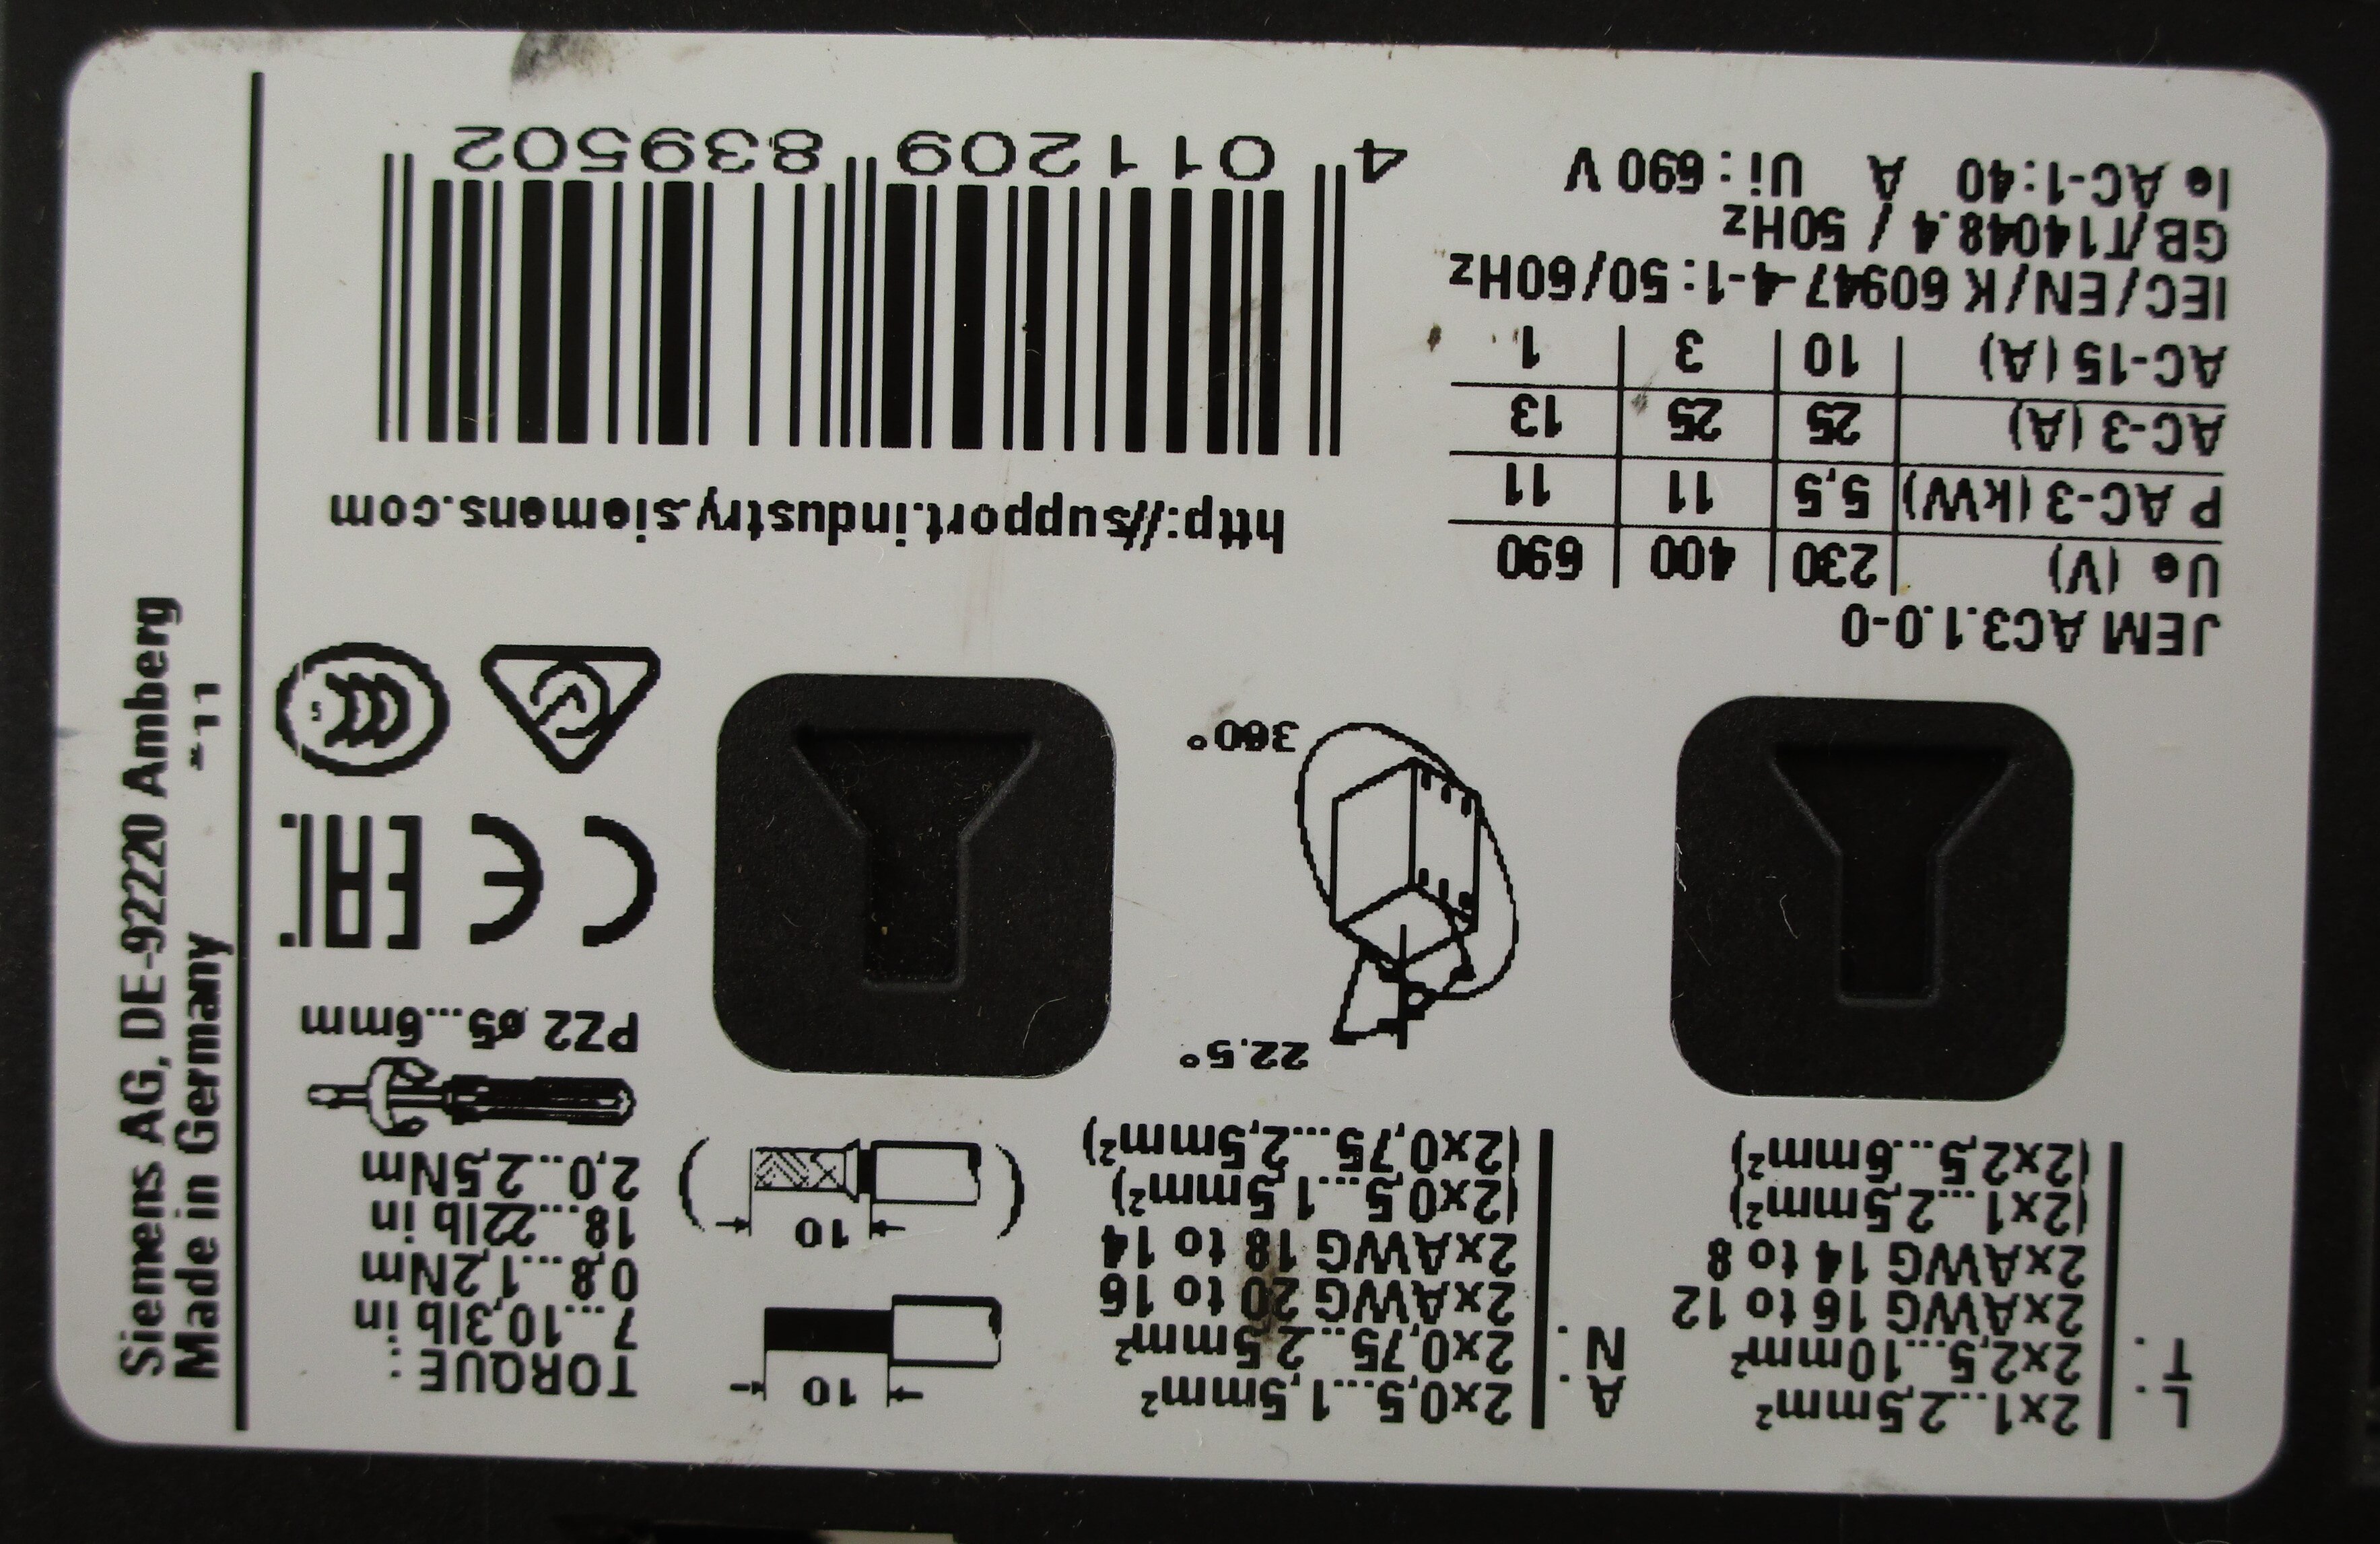 L:
T:
2x1...2,5mm²
2x2,5...10mm²
2xAWG 16 to 12
2xAWG 14 to 8
(2x1...2,5mm²)
(2x2,5...6mm²)
A:
N:
2x0,5...1,5mm²
2x0,75...2,5mm²
2xAWG 20 to 16
2xAWG 18 to 14
(2x0,5...1,5mm²)
(2x0,75...2,5mm²)
10
10
TORQUE:
7...10,3lb in
0,8...1,2Nm
18...22lb in
2,0...2,5Nm
PZ2 ø5...6mm
22.5°
360°
CE
EAC
CCC
S
JEM AC3.1.0-0
Ue (V) 230 400 690
P AC-3 (kW) 5,5 11 11
AC-3 (A) 25 25 13
AC-15 (A) 10 3 1
IEC/EN/K 60947-4-1:50/60Hz
GB/T14048.4 / 50Hz
Ie AC-1:40 A Ui:690 V
http://support.industry.siemens.com
4 011209 839502
Siemens AG, DE-92220 Amberg
Made in Germany